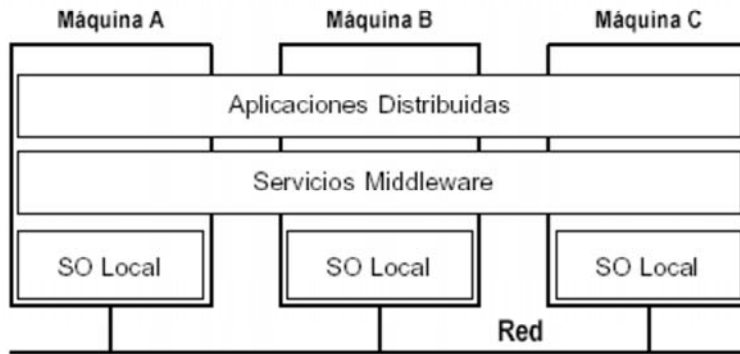 Máquina A Máquina B Máquina C
Aplicaciones Distribuidas
Servicios Middleware
SO Local SO Local SO Local
Red